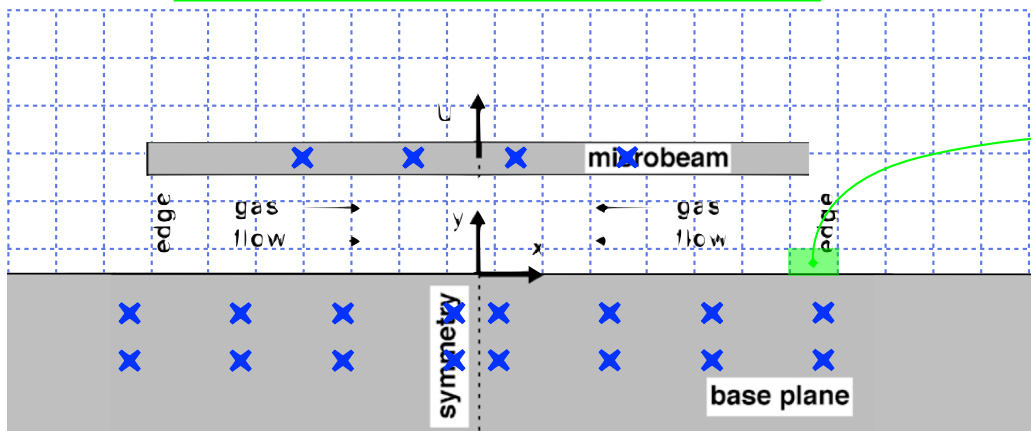 U
microbeam
edge
gas
flow
y
x
gas
flow
edge
symmetry
base plane